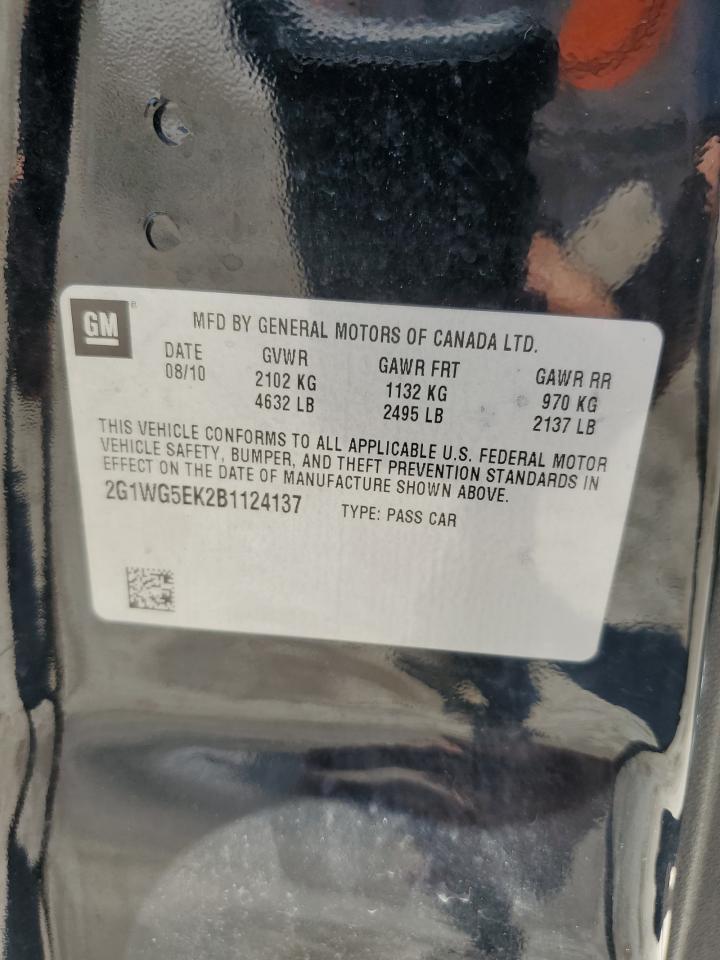 GM
MFD BY GENERAL MOTORS OF CANADA LTD.
DATE GVWR GAWR FRT GAWR RR
08/10 2102 KG 1132 KG 970 KG
4632 LB 2495 LB 2137 LB
THIS VEHICLE CONFORMS TO ALL APPLICABLE U.S. FEDERAL MOTOR
VEHICLE SAFETY, BUMPER, AND THEFT PREVENTION STANDARDS IN
EFFECT ON THE DATE OF MANUFACTURE SHOWN ABOVE.
2G1WG5EK2B1124137 TYPE: PASS CAR